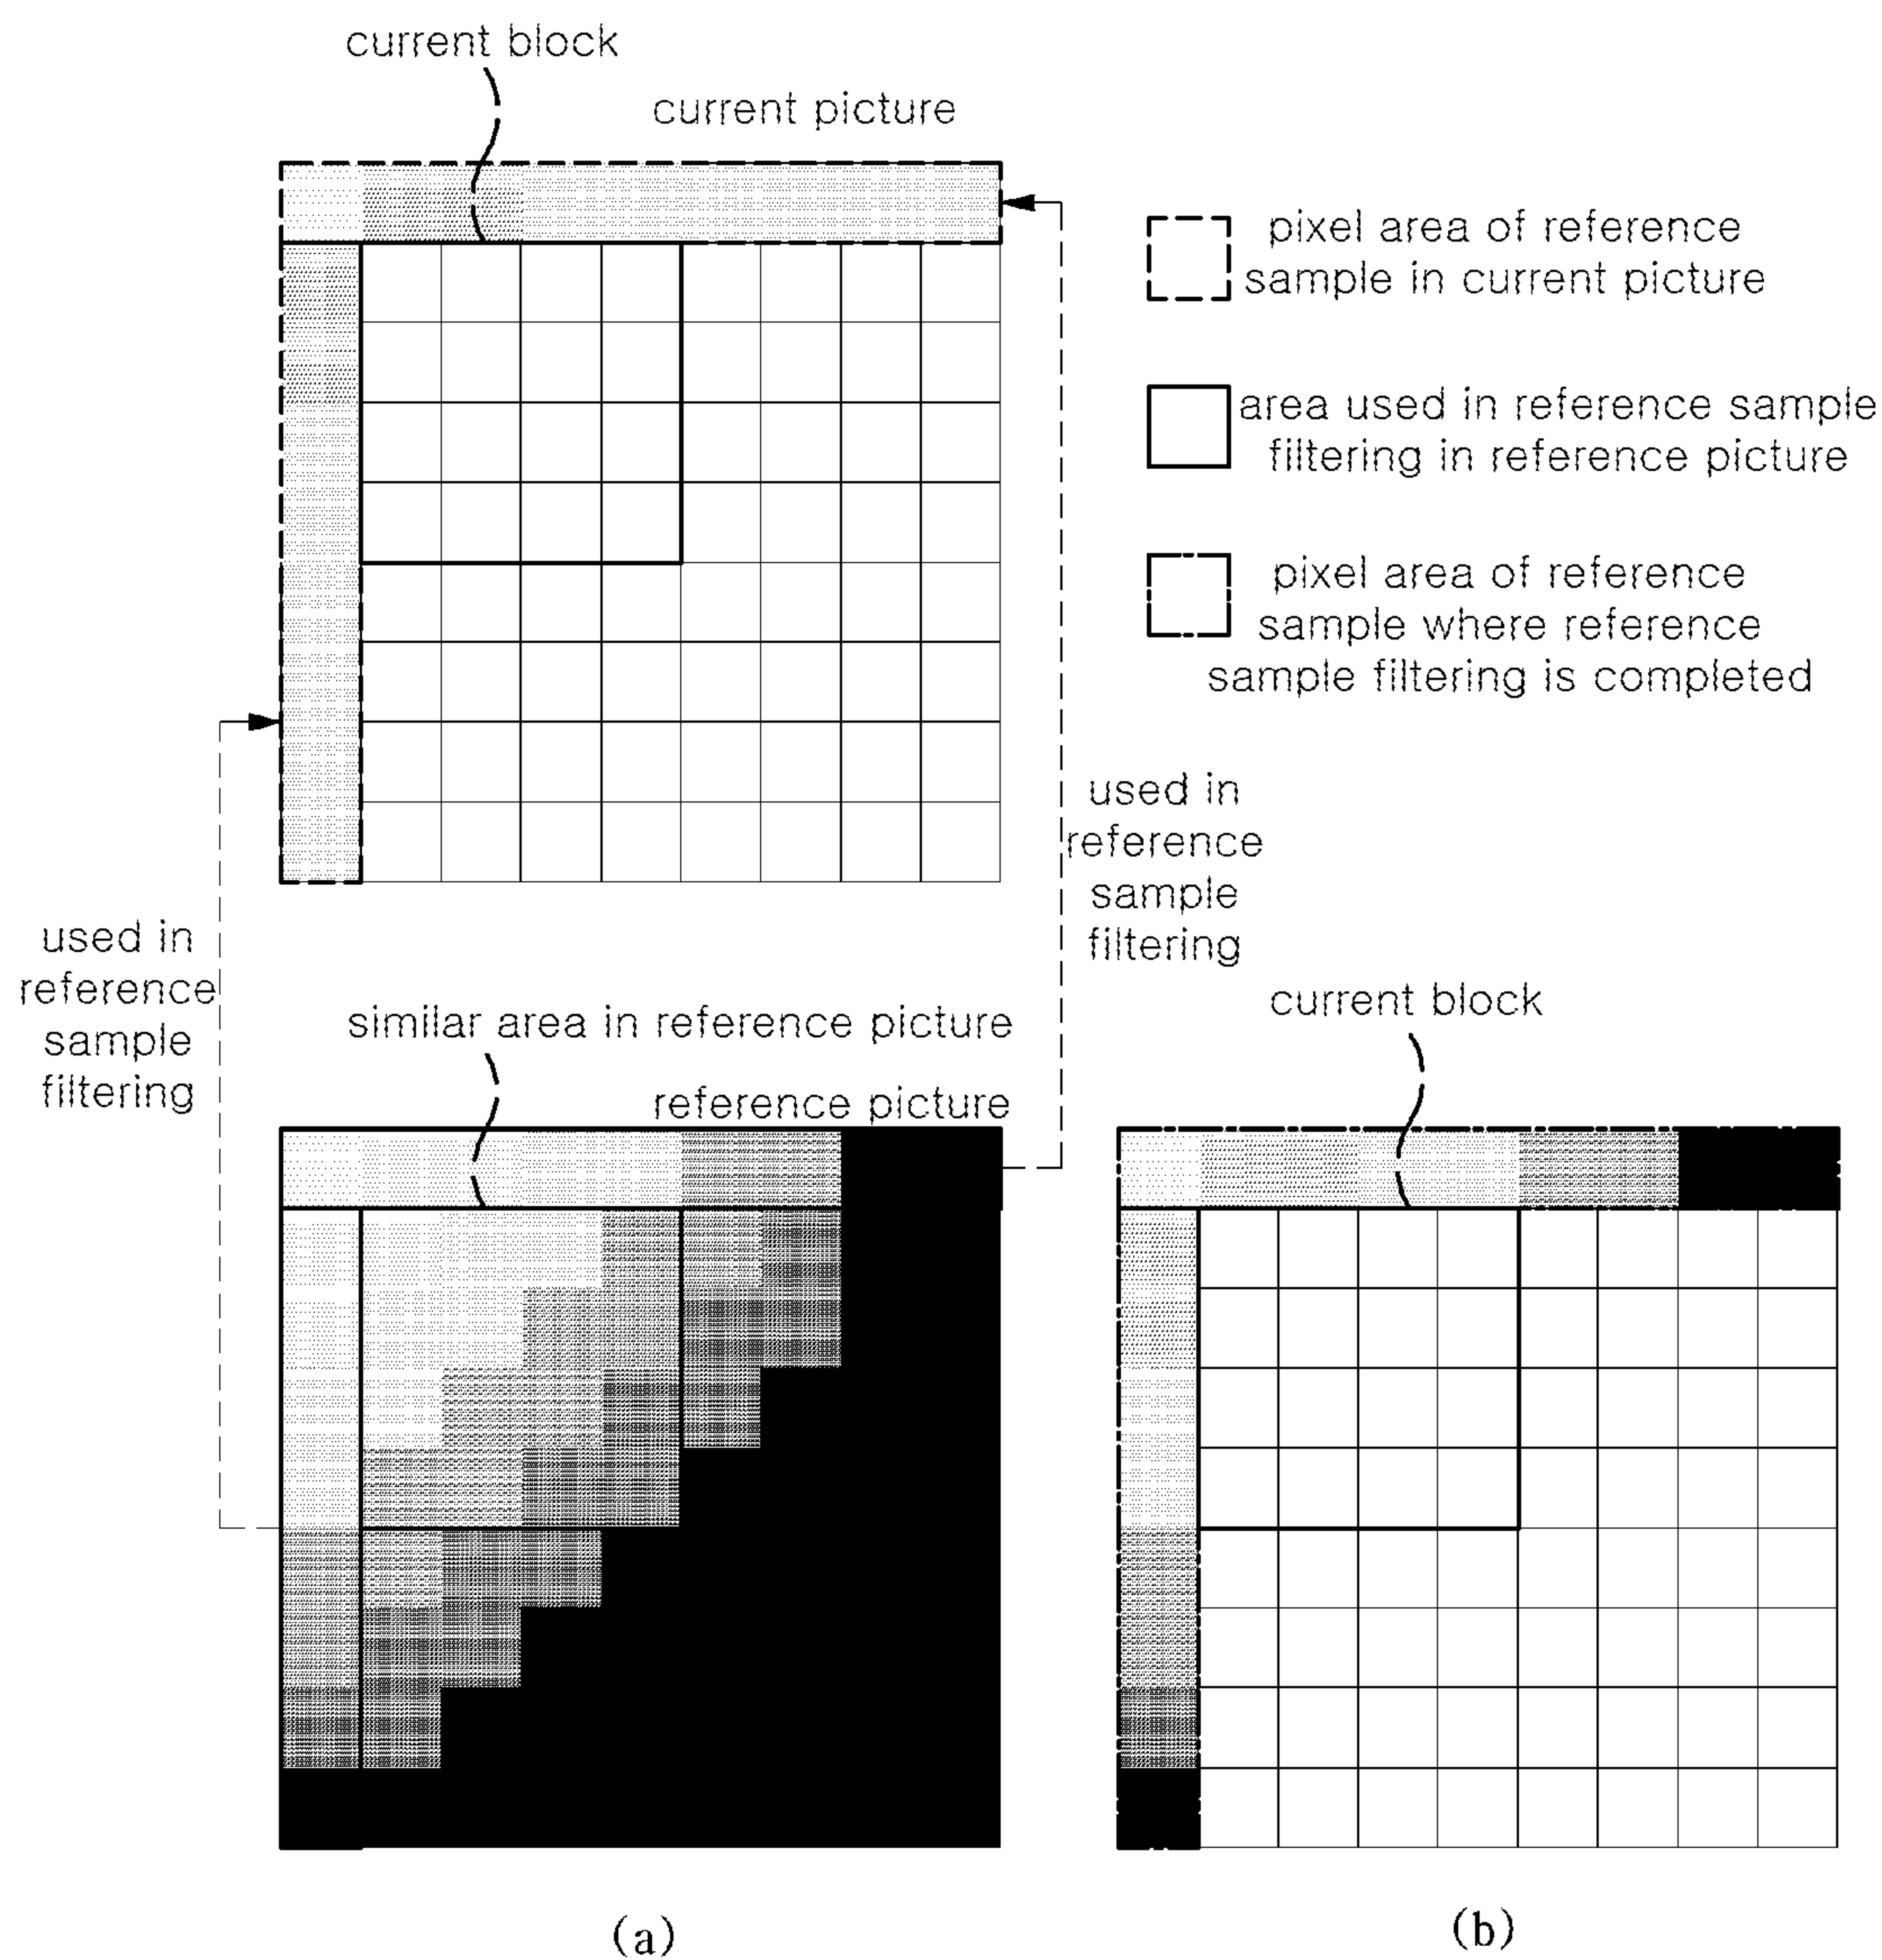 current block
current picture
pixel area of reference
sample in current picture
area used in reference sample
filtering in reference picture
pixel area of reference
sample where reference
sample filtering is completed
used in
reference
sample
filtering
used in
reference
sample
filtering
similar area in reference picture
reference picture
current block
(a)
(b)